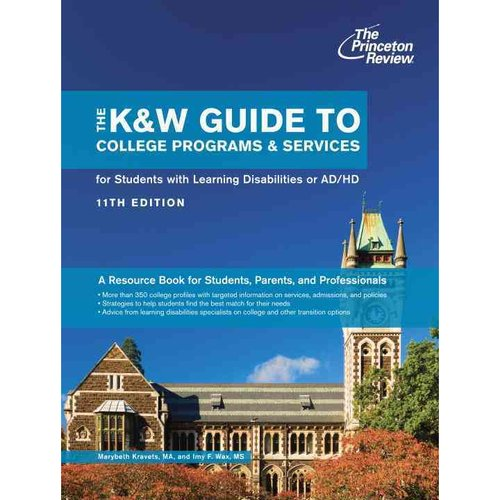 The
Princeton
Review
THE K&W GUIDE TO
COLLEGE PROGRAMS & SERVICES
for Students with Learning Disabilities or AD/HD
11TH EDITION
A Resource Book for Students, Parents, and Professionals
• More than 350 college profiles with targeted information on services, admissions, and policies
• Strategies to help students find the best match for their needs
• Advice from learning disabilities specialists on college and other transition options
Marybeth Kravets, MA, and Imy F. Wax, MS